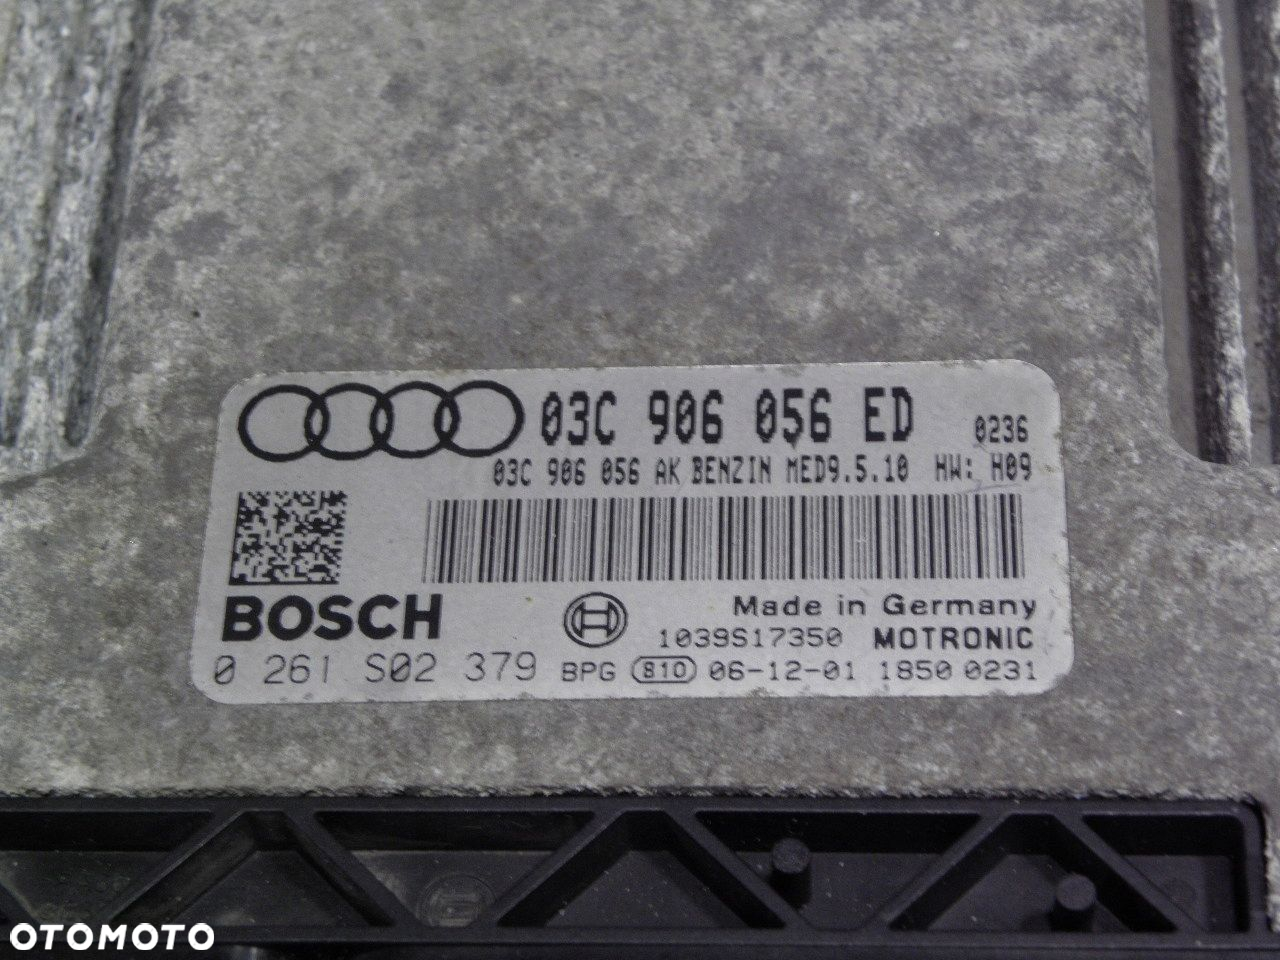 03C 906 056 ED 0236
03C 906 056 AK BENZIN MED9.5.10 HW: H09
BOSCH
Made in Germany
1039S17350 MOTRONIC
0 261 S02 379 BPG 810 06-12-01 1850 0231
OTOMOTO